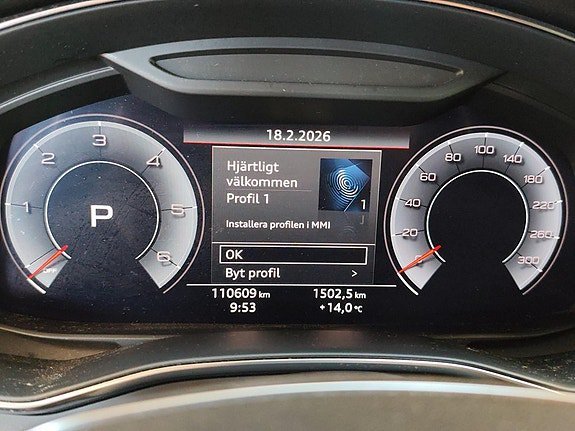 18.2.2026
Hjärtligt
välkommen
Profil 1
1
Installera profilen i MMI
OK
Byt profil >
110609 km 1502,5 km
9:53 +14,0 °C
P
OFF 1 2 3 4 5 6
0 20 40 60 80 100 140 180 220 260 300